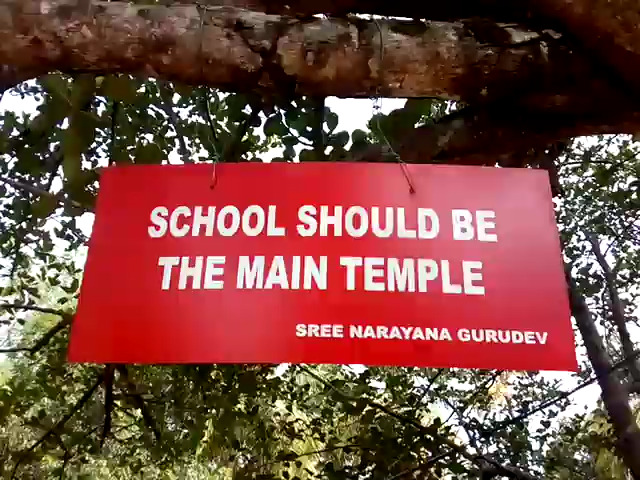 SCHOOL SHOULD BE
THE MAIN TEMPLE
SREE NARAYANA GURUDEV